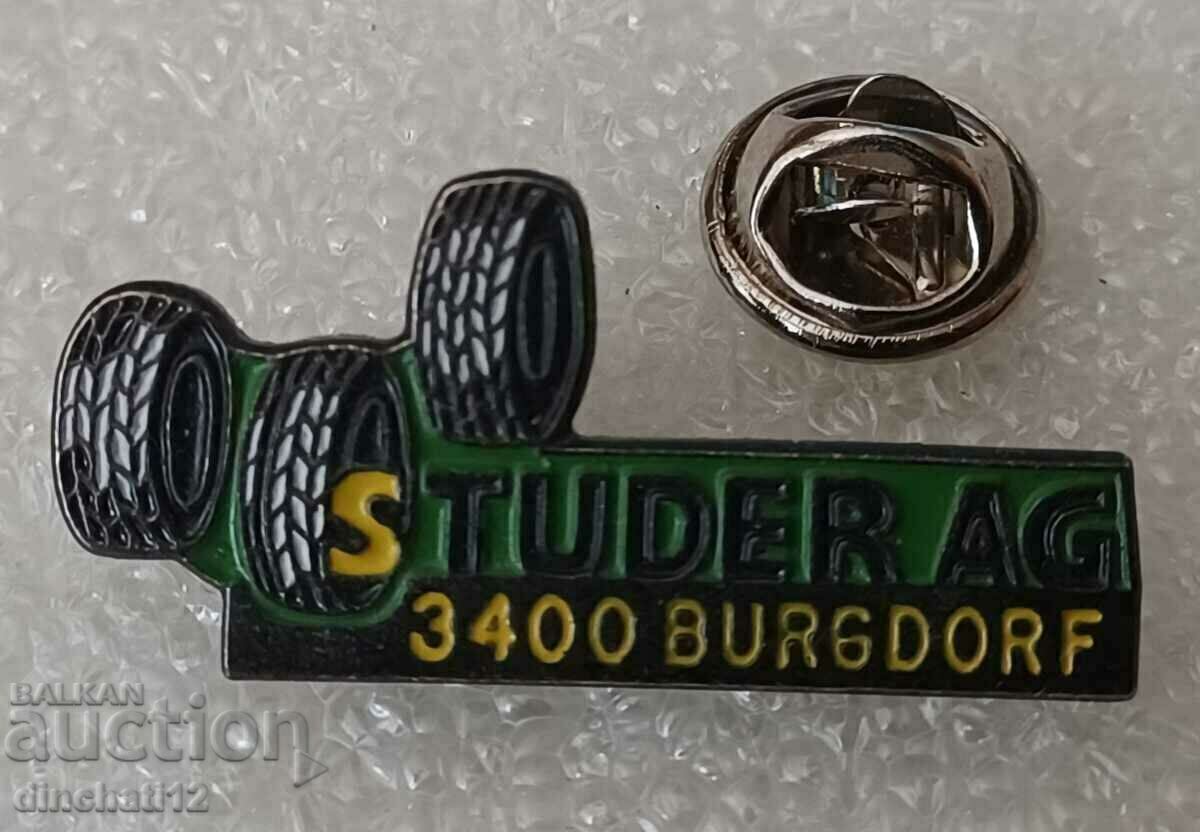 STUDER AG
3400 BURGDORF
BALKAN
auction
dinchati12